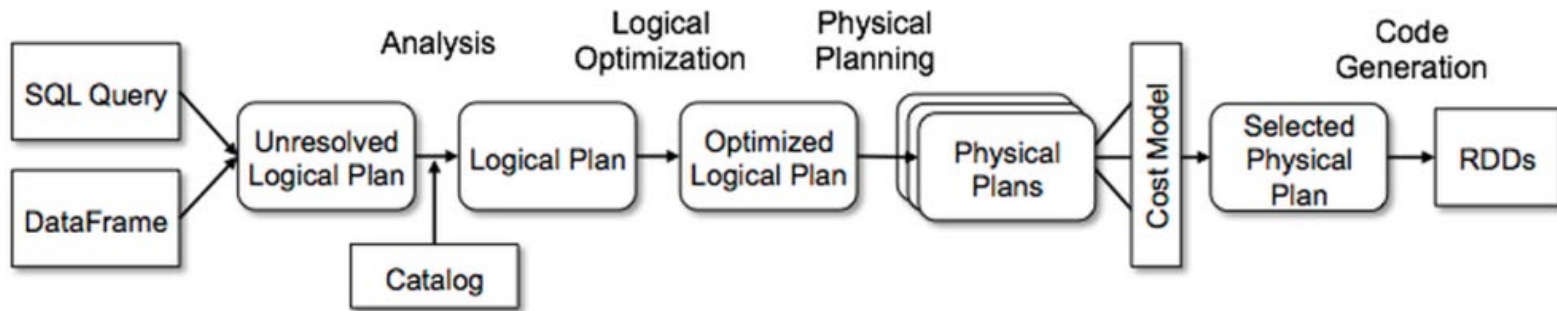 Analysis
Logical
Optimization
Physical
Planning
Code
Generation
SQL Query
DataFrame
Unresolved
Logical Plan
Catalog
Logical Plan
Optimized
Logical Plan
Physical
Plans
Cost Model
Selected
Physical
Plan
RDDs